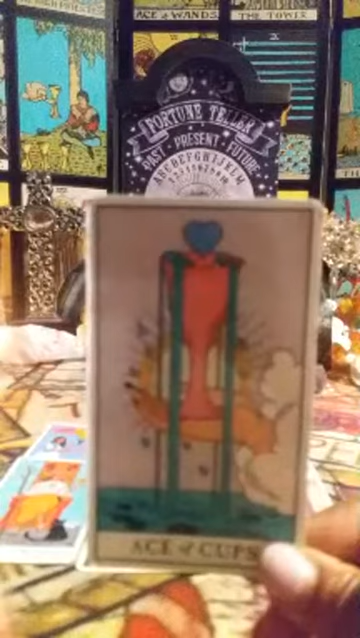 ACE of WANDS.
THE TOWER
X
FORTUNE TELLER
PAST • PRESENT • FUTURE
ABCDEFGHIJKLM
ACE of CUPS